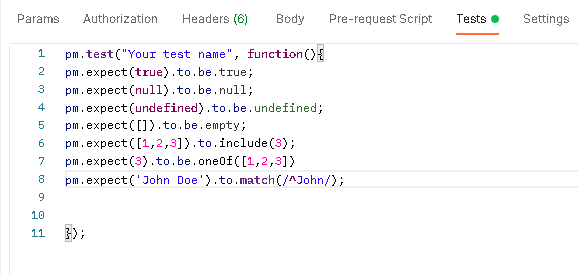 Params Authorization Headers (6) Body Pre-request Script Tests Settings
1 pm.test("Your test name", function(){
2 pm.expect(true).to.be.true;
3 pm.expect(null).to.be.null;
4 pm.expect(undefined).to.be.undefined;
5 pm.expect([]).to.be.empty;
6 pm.expect([1,2,3]).to.include(3);
7 pm.expect(3).to.be.oneOf([1,2,3])
8 pm.expect('John Doe').to.match(/^John/);
9
10
11 });